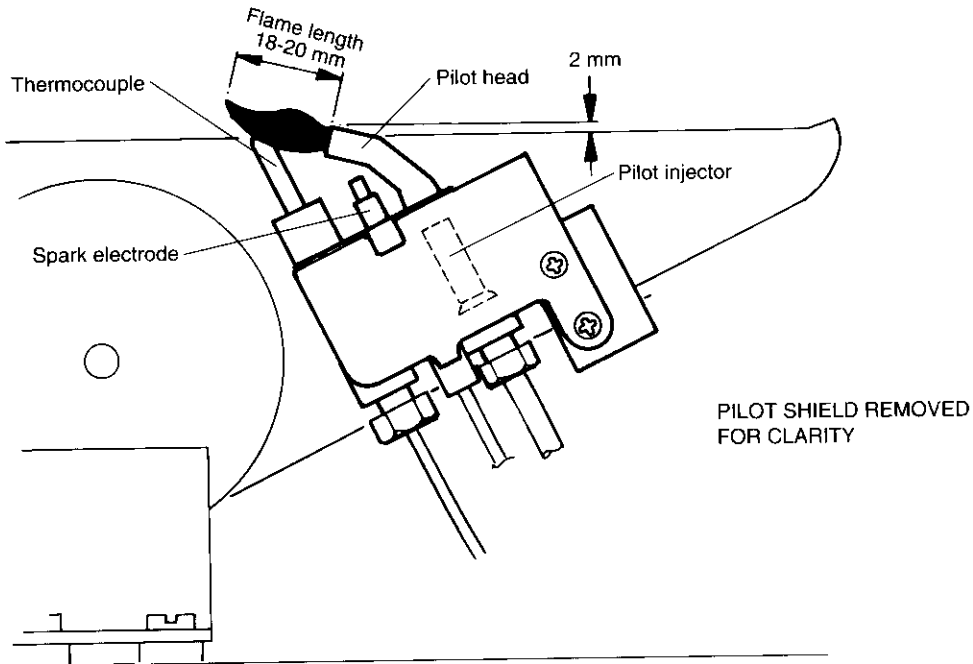 Flame length
18-20 mm
2 mm
Thermocouple
Pilot head
Pilot injector
Spark electrode
PILOT SHIELD REMOVED
FOR CLARITY